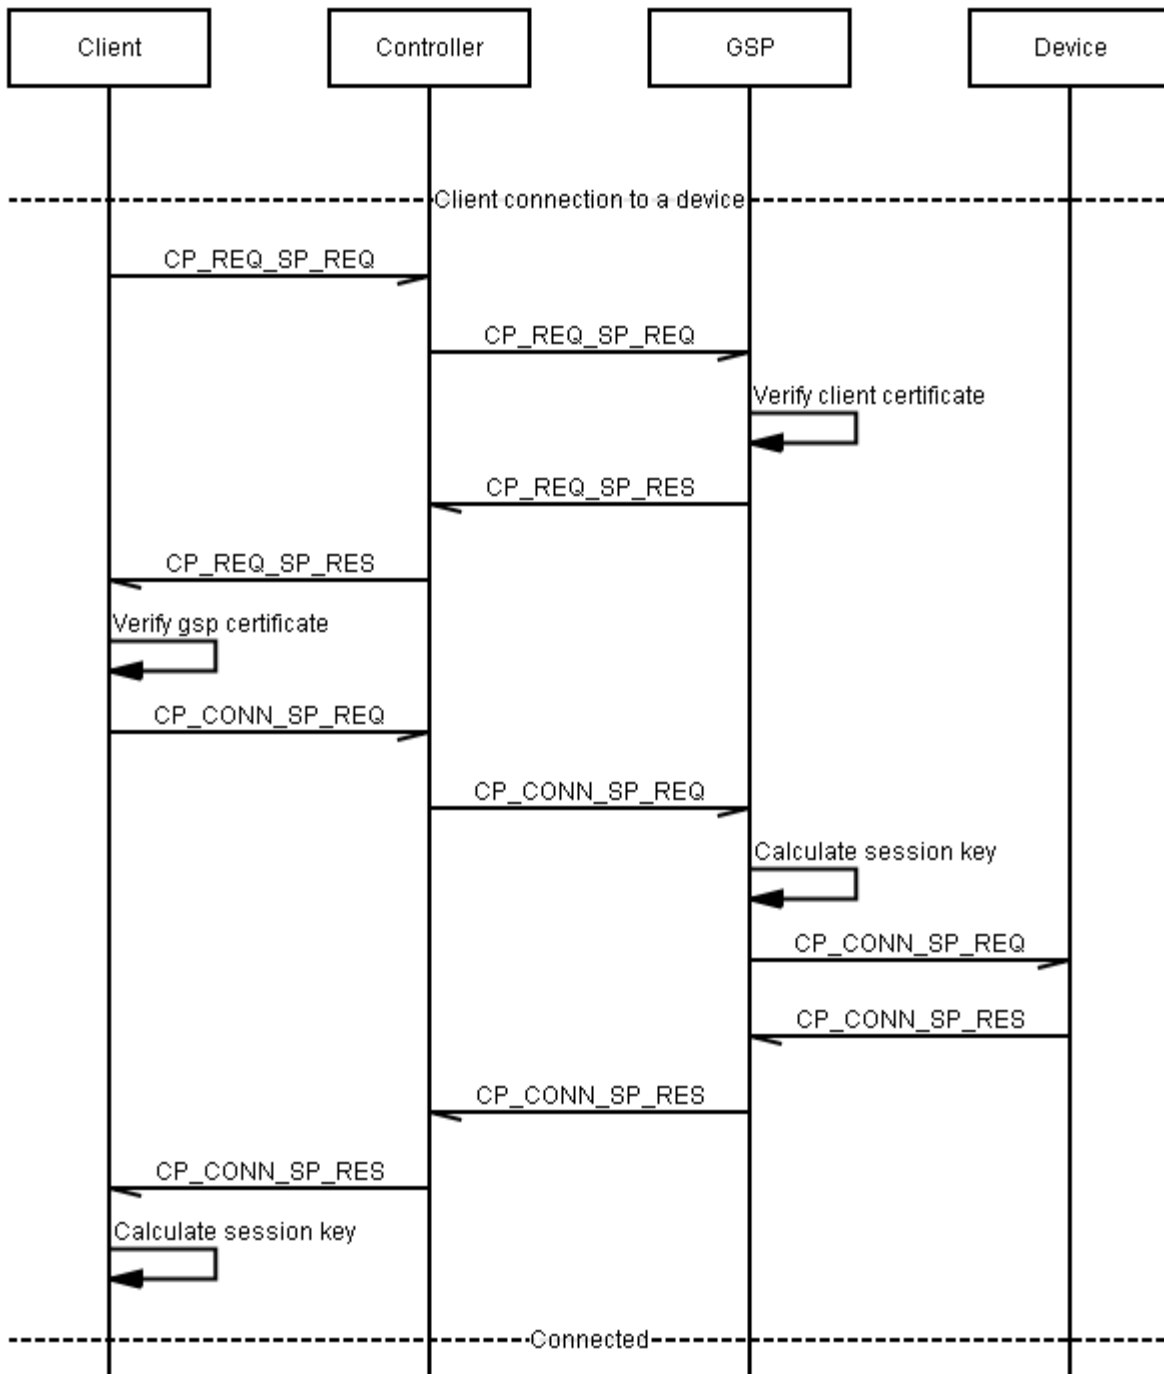 Client
Controller
GSP
Device
Client connection to a device
CP_REQ_SP_REQ
CP_REQ_SP_REQ
Verify client certificate
CP_REQ_SP_RES
CP_REQ_SP_RES
Verify gsp certificate
CP_CONN_SP_REQ
CP_CONN_SP_REQ
Calculate session key
CP_CONN_SP_REQ
CP_CONN_SP_RES
CP_CONN_SP_RES
CP_CONN_SP_RES
Calculate session key
Connected